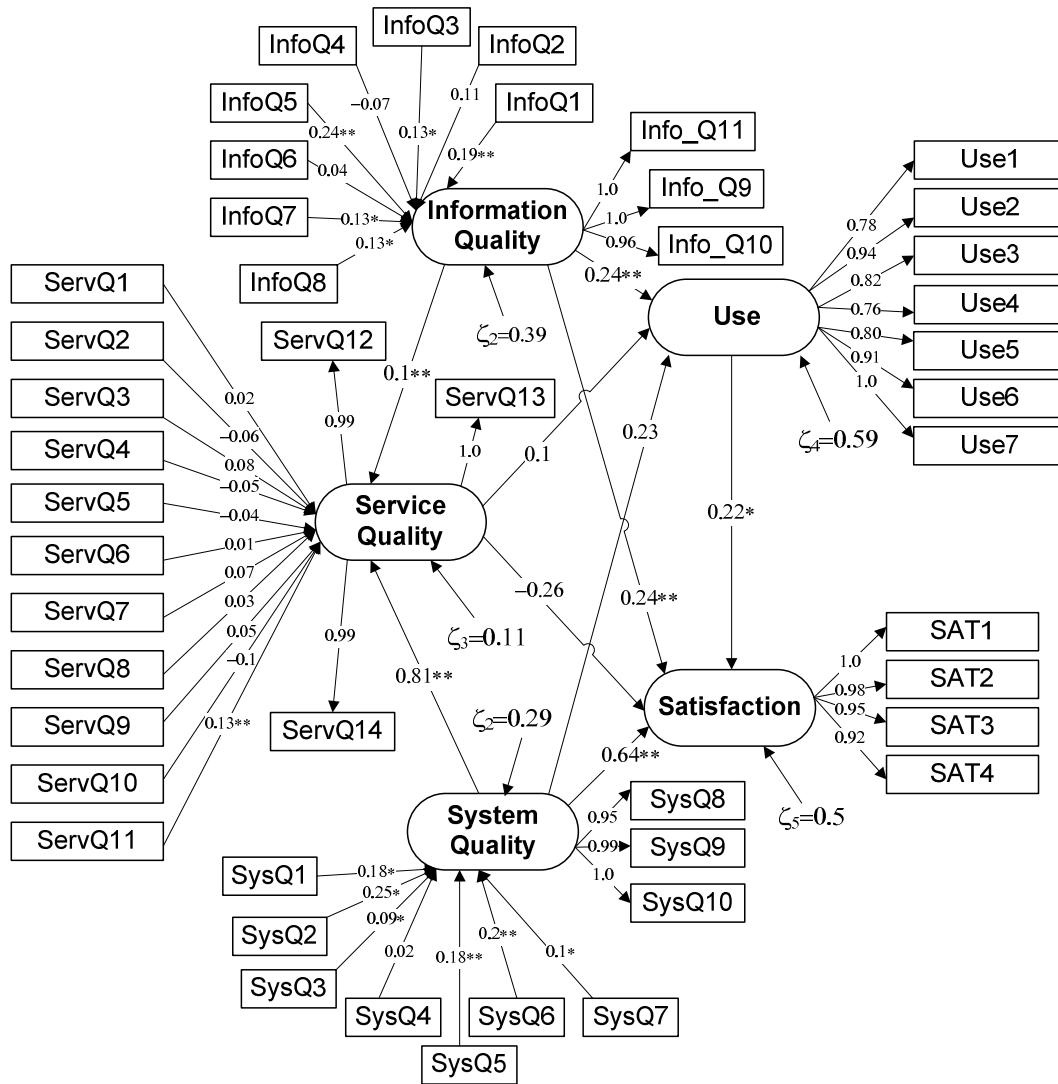 InfoQ3
InfoQ4
InfoQ2
InfoQ5
InfoQ1
InfoQ6
InfoQ7
InfoQ8
−0.07
0.11
0.24**
0.13*
0.19**
0.04
0.13*
0.13*
Information
Quality
Info_Q11
Info_Q9
Info_Q10
1.0
1.0
0.96
0.24**
ζ2=0.39
Use
Use1
Use2
Use3
Use4
Use5
Use6
Use7
0.78
0.94
0.82
0.76
0.80
0.91
1.0
ζ4=0.59
ServQ1
ServQ2
ServQ3
ServQ4
ServQ5
ServQ6
ServQ7
ServQ8
ServQ9
ServQ10
ServQ11
0.02
−0.06
0.08
−0.05
−0.04
0.01
0.07
0.03
0.05
−0.1
0.13**
ServQ12
ServQ13
0.1**
0.99
1.0
0.1
0.23
Service
Quality
0.22*
−0.26
0.24**
0.99
ζ3=0.11
0.81**
ServQ14
ζ2=0.29
0.64**
Satisfaction
SAT1
SAT2
SAT3
SAT4
1.0
0.98
0.95
0.92
ζ5=0.5
System
Quality
SysQ8
SysQ9
SysQ10
0.95
0.99
1.0
SysQ1
SysQ2
SysQ3
SysQ4
SysQ5
SysQ6
SysQ7
0.18*
0.25*
0.09*
0.02
0.18**
0.2**
0.1*